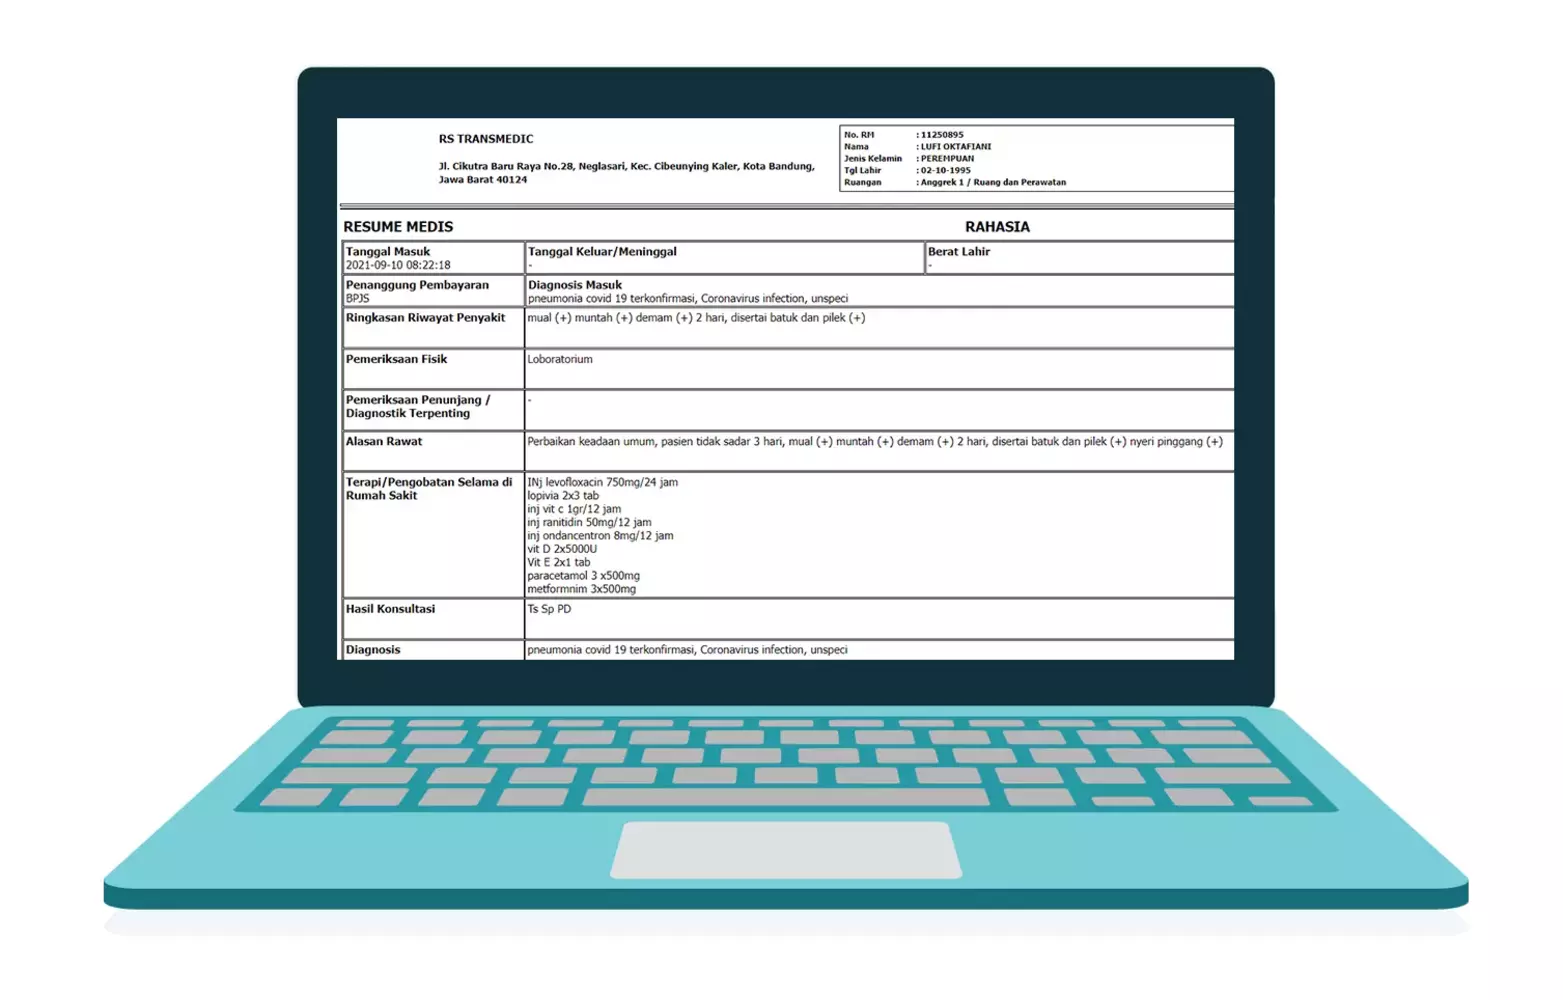 RS TRANSMEDIC
Jl. Cikutra Baru Raya No.28, Neglasari, Kec. Cibeunying Kaler, Kota Bandung,
Jawa Barat 40124
No. RM : 11250895
Nama : LUFI OKTAFIANI
Jenis Kelamin : PEREMPUAN
Tgl Lahir : 02-10-1995
Ruangan : Anggrek 1 / Ruang dan Perawatan
RESUME MEDIS RAHASIA
Tanggal Masuk Tanggal Keluar/Meninggal Berat Lahir
2021-09-10 08:22:18 - -
Penanggung Pembayaran Diagnosis Masuk
BPJS pneumonia covid 19 terkonfirmasi, Coronavirus infection, unspeci
Ringkasan Riwayat Penyakit mual (+) muntah (+) demam (+) 2 hari, disertai batuk dan pilek (+)
Pemeriksaan Fisik Loboratorium
Pemeriksaan Penunjang / -
Diagnostik Terpenting
Alasan Rawat Perbaikan keadaan umum, pasien tidak sadar 3 hari, mual (+) muntah (+) demam (+) 2 hari, disertai batuk dan pilek (+) nyeri pinggang (+)
Terapi/Pengobatan Selama di INj levofloxacin 750mg/24 jam
Rumah Sakit lopivia 2x3 tab
inj vit c 1gr/12 jam
inj ranitidin 50mg/12 jam
inj ondancentron 8mg/12 jam
vit D 2x5000U
Vit E 2x1 tab
paracetamol 3 x500mg
metformnim 3x500mg
Hasil Konsultasi Ts Sp PD
Diagnosis pneumonia covid 19 terkonfirmasi, Coronavirus infection, unspeci